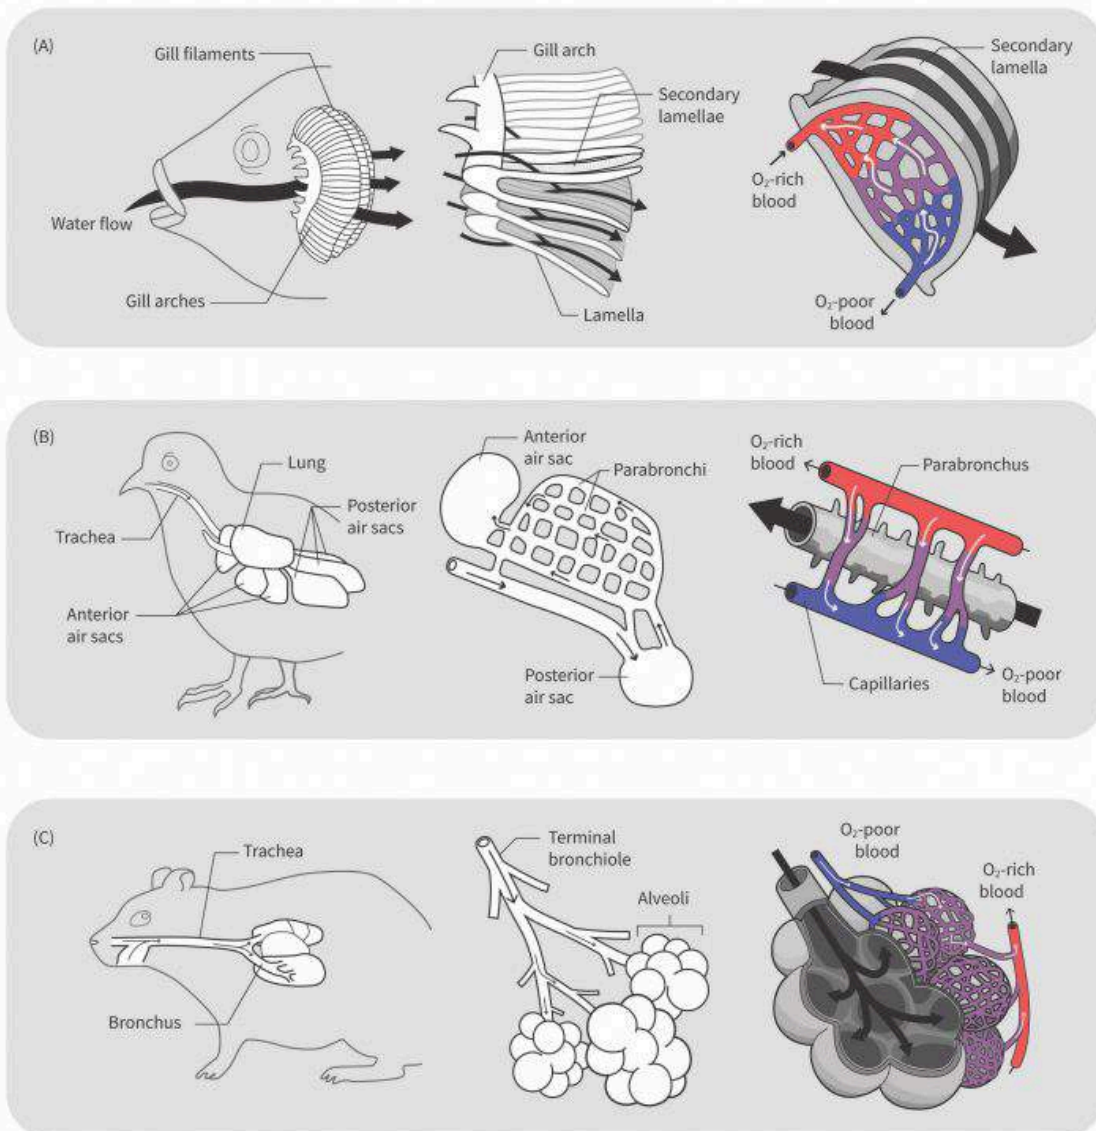 (A)
Gill filaments
Water flow
Gill arches
Gill arch
Secondary
lamellae
Lamella
Secondary
lamella
O₂-rich
blood
O₂-poor
blood
(B)
Lung
Posterior
air sacs
Trachea
Anterior
air sacs
Anterior
air sac
Parabronchi
Posterior
air sac
O₂-rich
blood
Parabronchus
Capillaries
O₂-poor
blood
(C)
Trachea
Bronchus
Terminal
bronchiole
Alveoli
O₂-poor
blood
O₂-rich
blood